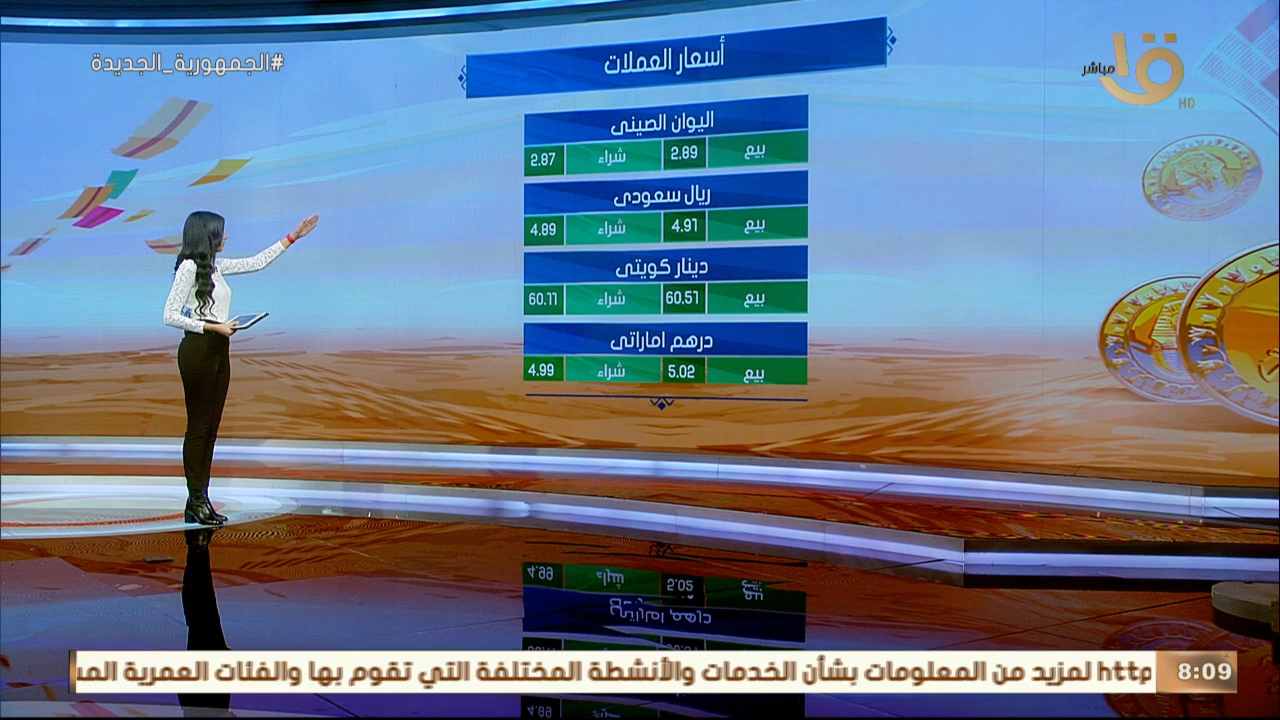 #الجمهورية_الجديدة
مباشر
HD
أسعار العملات
اليوان الصينى
بيع 2.89 شراء 2.87
ريال سعودى
بيع 4.91 شراء 4.89
دينار كويتى
بيع 60.51 شراء 60.11
درهم اماراتى
بيع 5.02 شراء 4.99
8:09
http لمزيد من المعلومات بشأن الخدمات والأنشطة المختلفة التي تقوم بها والفئات العمرية